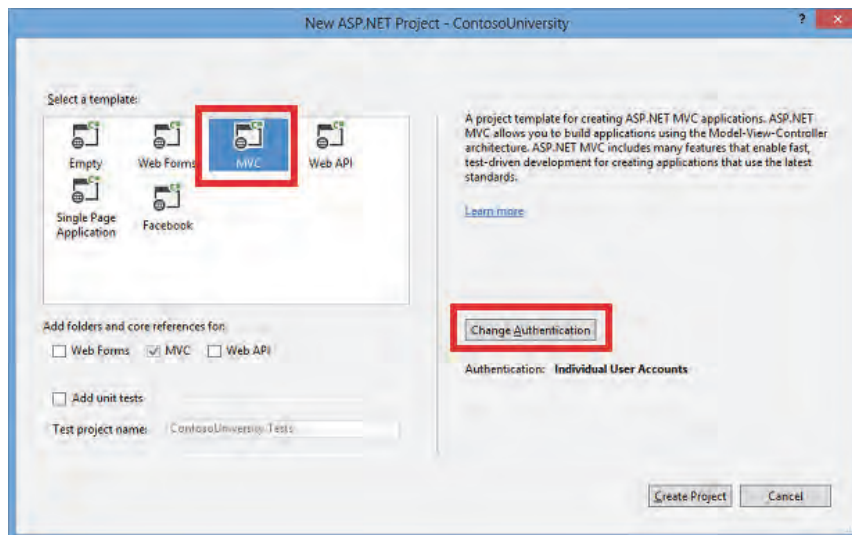 New ASP.NET Project - ContosoUniversity
?
Select a template:
Empty
Web Forms
MVC
Web API
Single Page
Application
Facebook
Add folders and core references for:
Web Forms
MVC
Web API
Add unit tests
Test project name:
ContosoUniversity.Tests
A project template for creating ASP.NET MVC applications. ASP.NET
MVC allows you to build applications using the Model-View-Controller
architecture. ASP.NET MVC includes many features that enable fast,
test-driven development for creating applications that use the latest
standards.
Learn more
Change Authentication
Authentication: Individual User Accounts
Create Project
Cancel